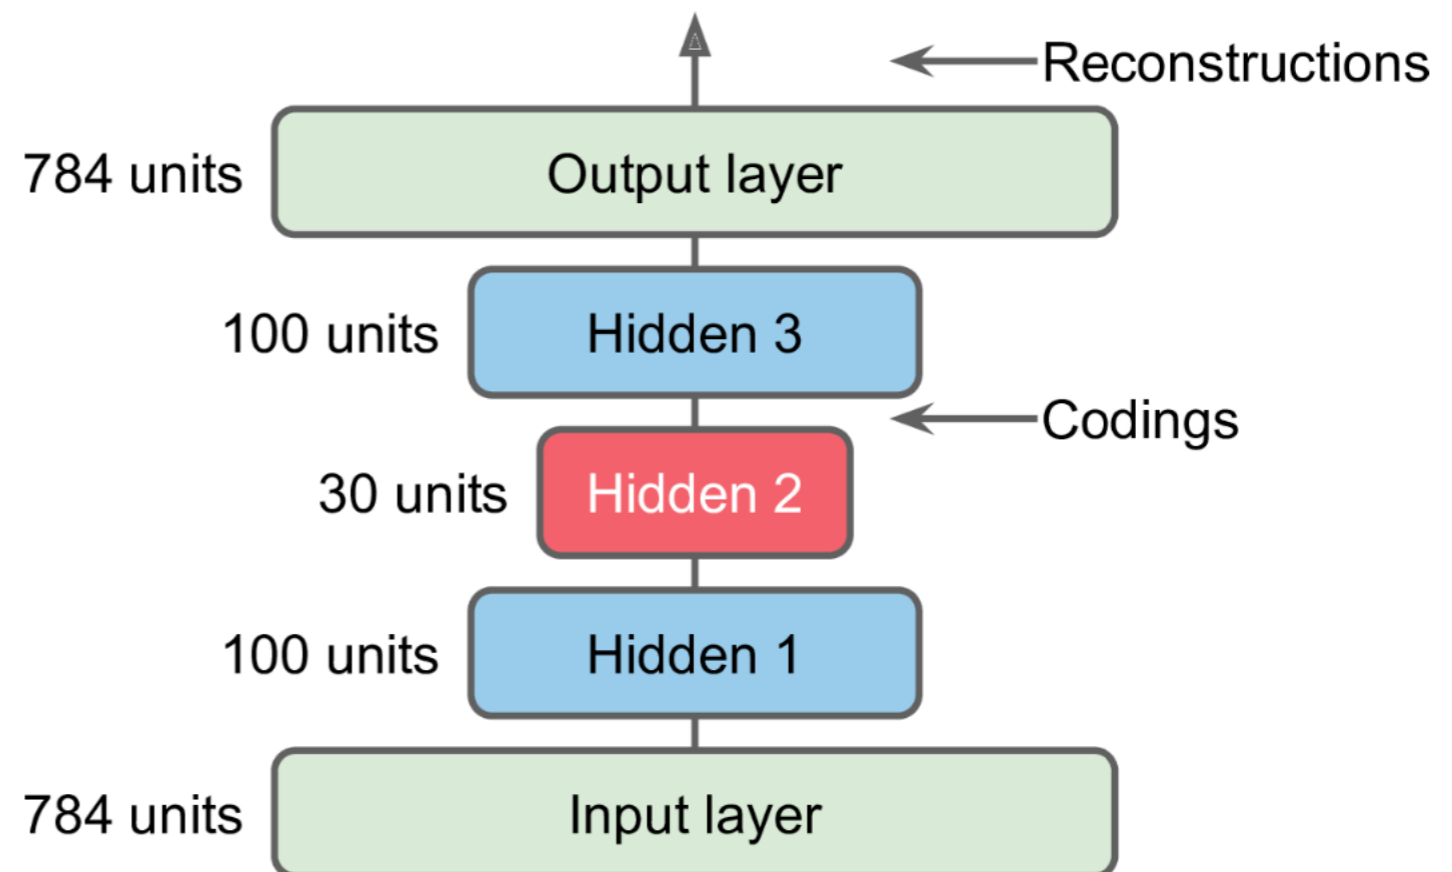 Reconstructions
784 units
Output layer
100 units
Hidden 3
Codings
30 units
Hidden 2
100 units
Hidden 1
784 units
Input layer